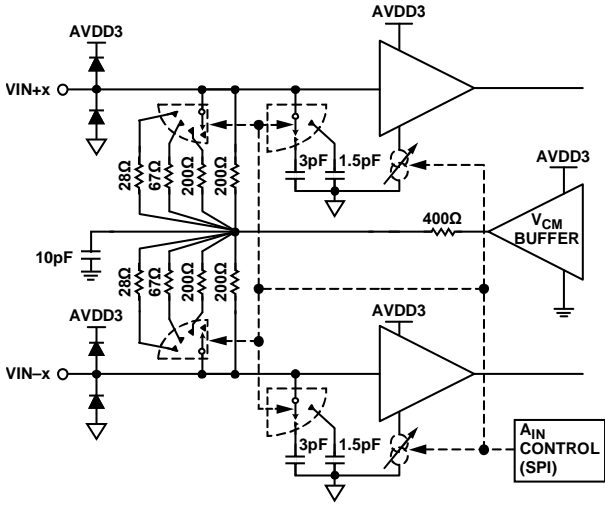 AVDD3
AVDD3
VIN+x
28Ω
67Ω
200Ω
200Ω
3pF
1.5pF
AVDD3
400Ω
VCM
BUFFER
10pF
28Ω
67Ω
200Ω
200Ω
AVDD3
AVDD3
VIN–x
3pF
1.5pF
AIN
CONTROL
(SPI)